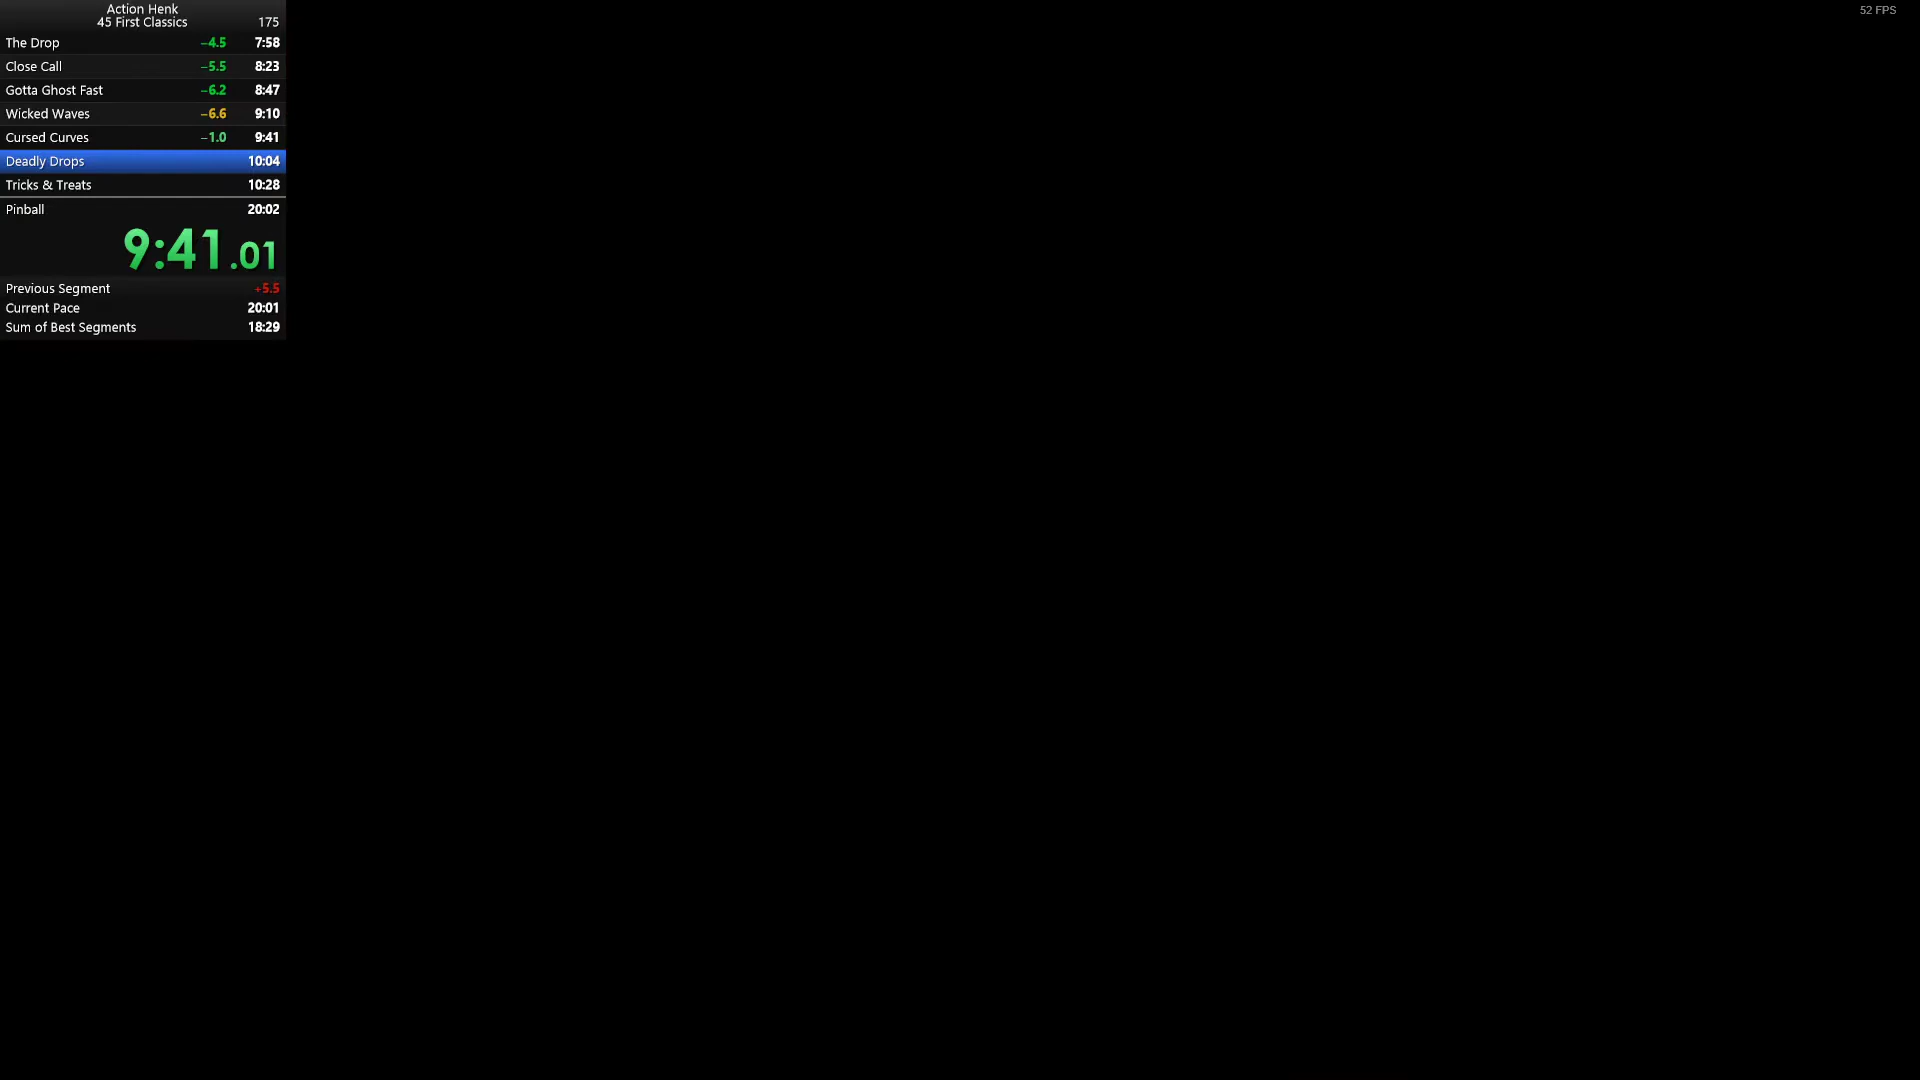 Action Henk
45 First Classics 175
The Drop −4.5 7:58
Close Call −5.5 8:23
Gotta Ghost Fast −6.2 8:47
Wicked Waves −6.6 9:10
Cursed Curves −1.0 9:41
Deadly Drops 10:04
Tricks & Treats 10:28
Pinball 20:02
9:41.01
Previous Segment +5.5
Current Pace 20:01
Sum of Best Segments 18:29
52 FPS